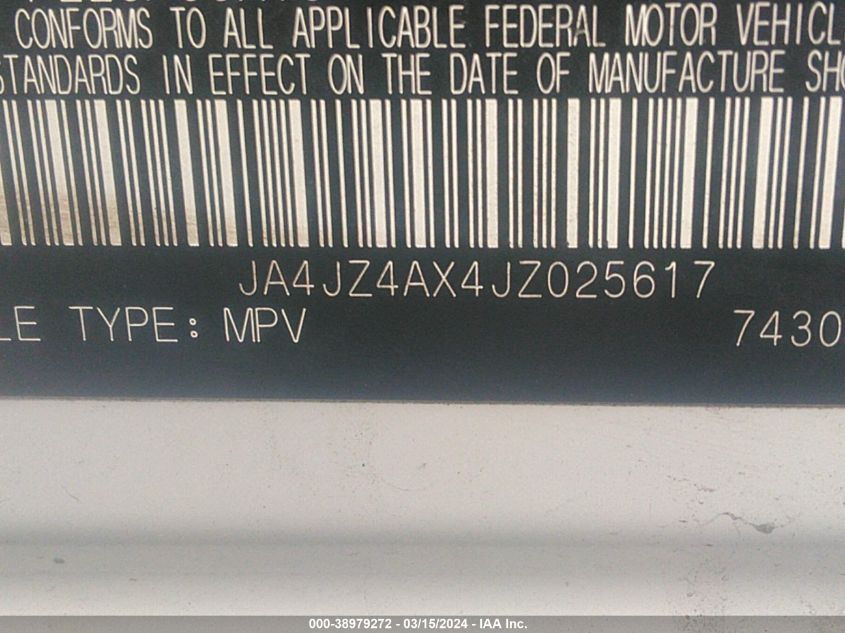 CONFORMS TO ALL APPLICABLE FEDERAL MOTOR VEHICL
STANDARDS IN EFFECT ON THE DATE OF MANUFACTURE SHO
JA4JZ4AX4JZ025617
LE TYPE: MPV 7430
000-38979272 - 03/15/2024 - IAA Inc.